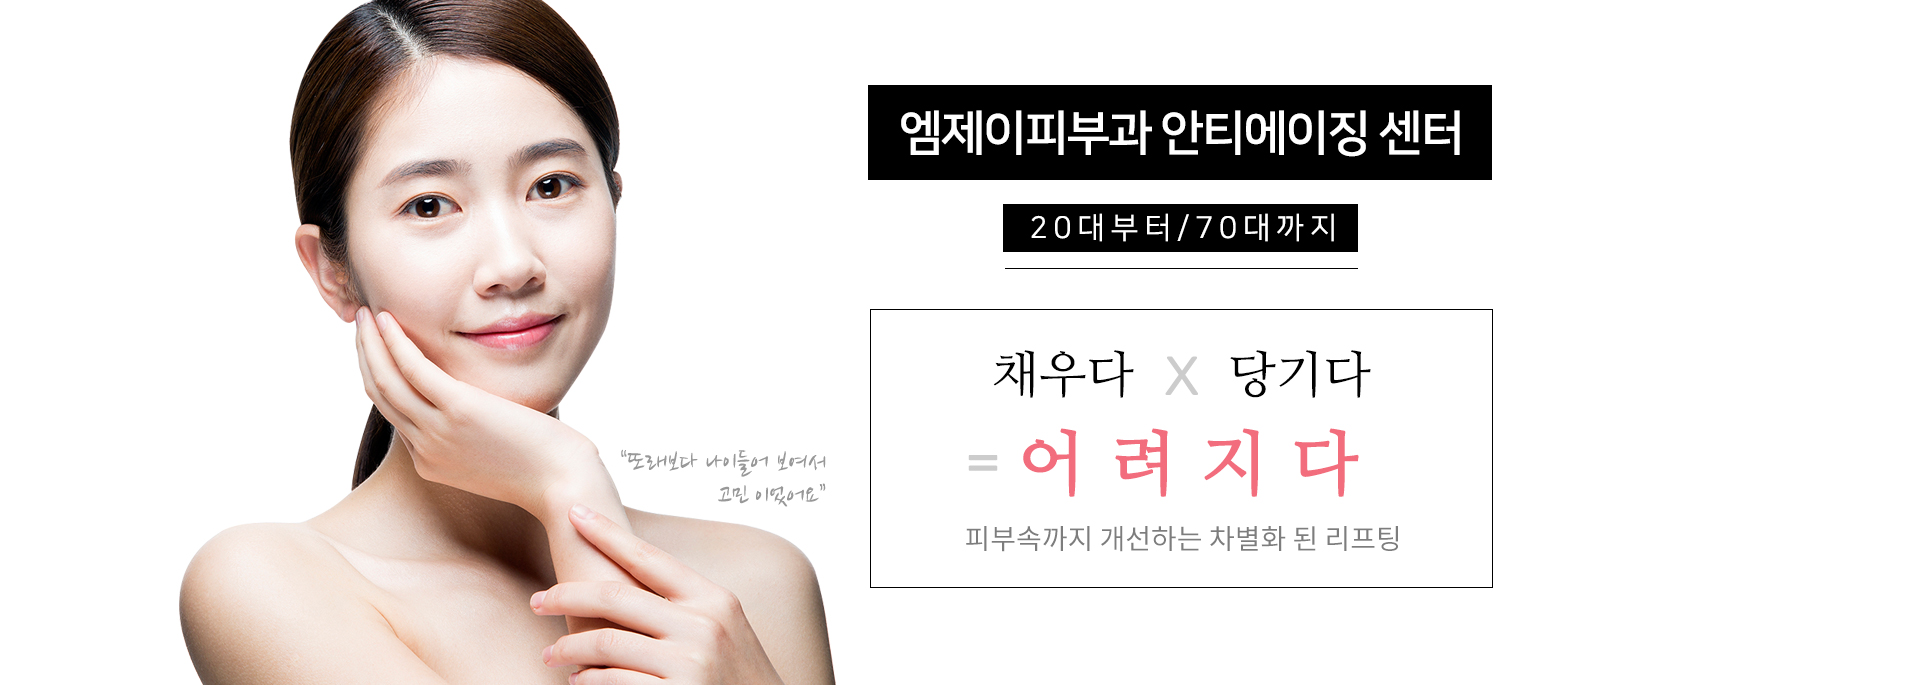 엠제이피부과 안티에이징 센터
20대부터/70대까지
채우다 X 당기다
= 어려지다
피부속까지 개선하는 차별화 된 리프팅
“또래보다 나이들어 보여서
고민 이었어요”